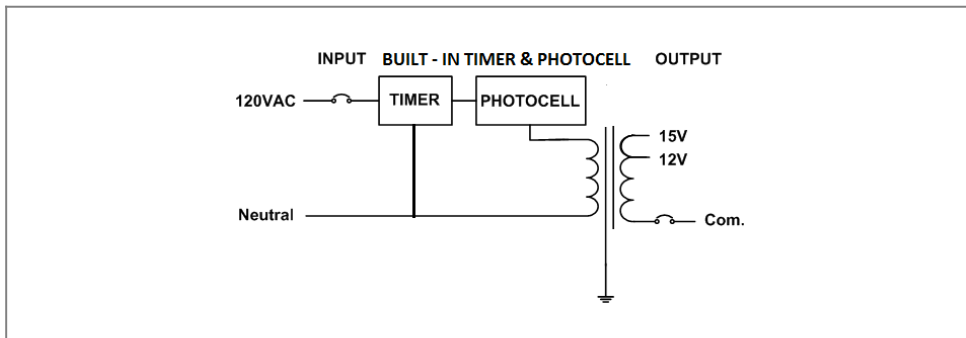 INPUT BUILT - IN TIMER & PHOTOCELL OUTPUT
120VAC TIMER PHOTOCELL
15V
12V
Neutral Com.